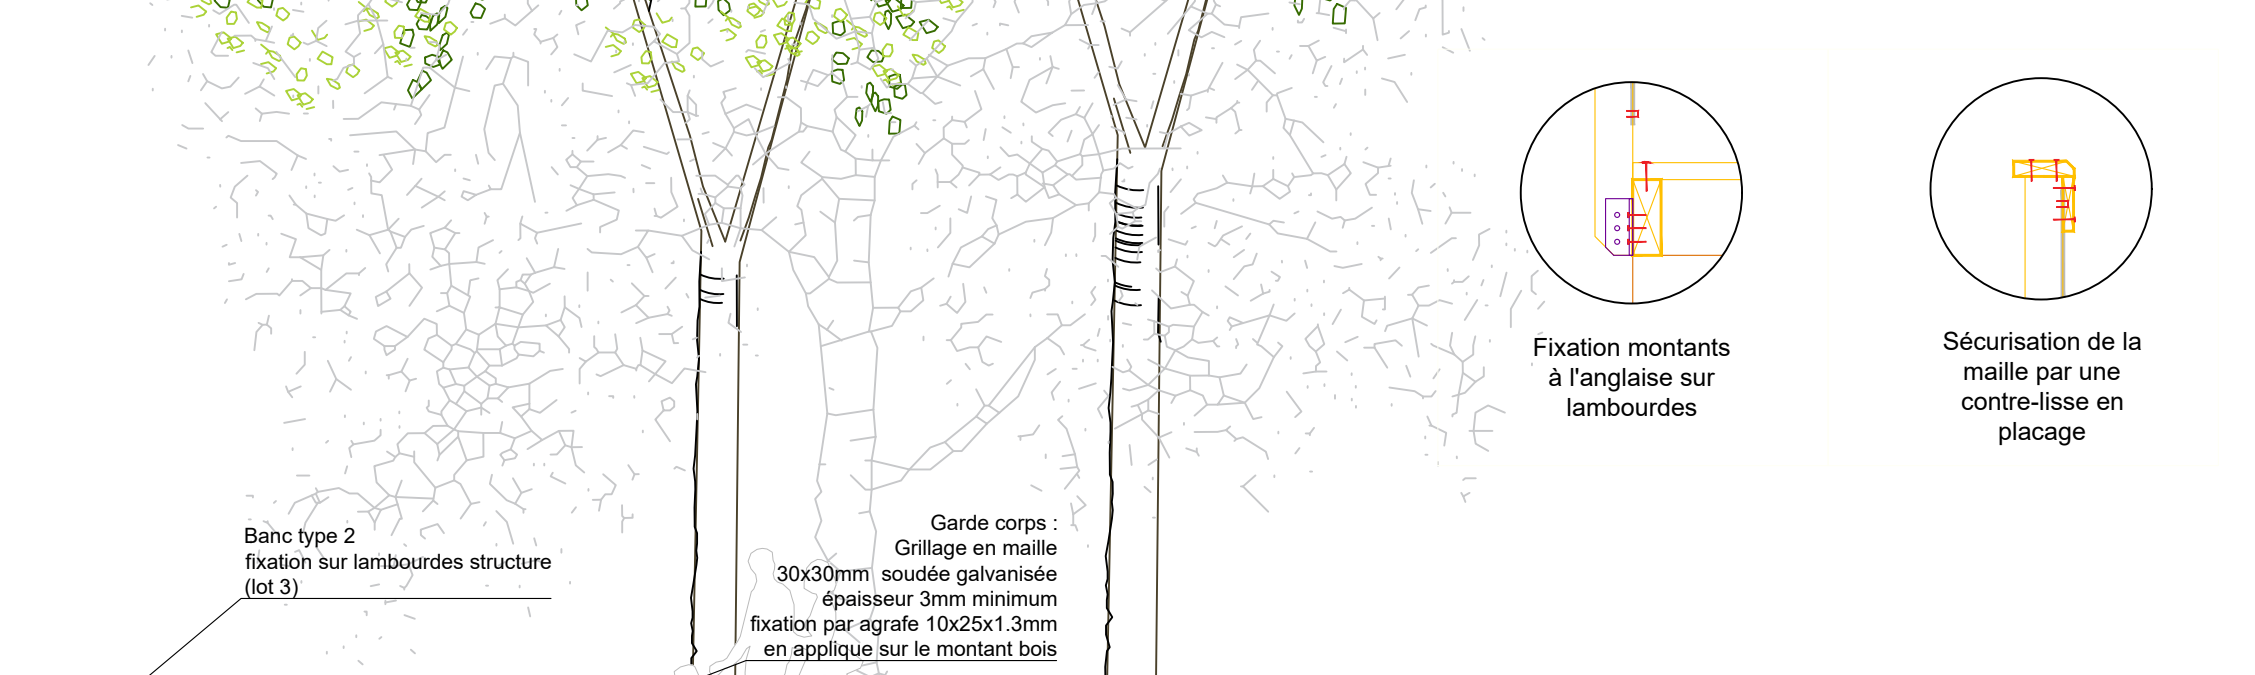 Fixation montants
à l'anglaise sur
lambourdes
Sécurisation de la
maille par une
contre-lisse en
placage
Banc type 2
fixation sur lambourdes structure
(lot 3)
Garde corps :
Grillage en maille
30x30mm  soudée galvanisée
épaisseur 3mm minimum
fixation par agrafe 10x25x1.3mm
en applique sur le montant bois